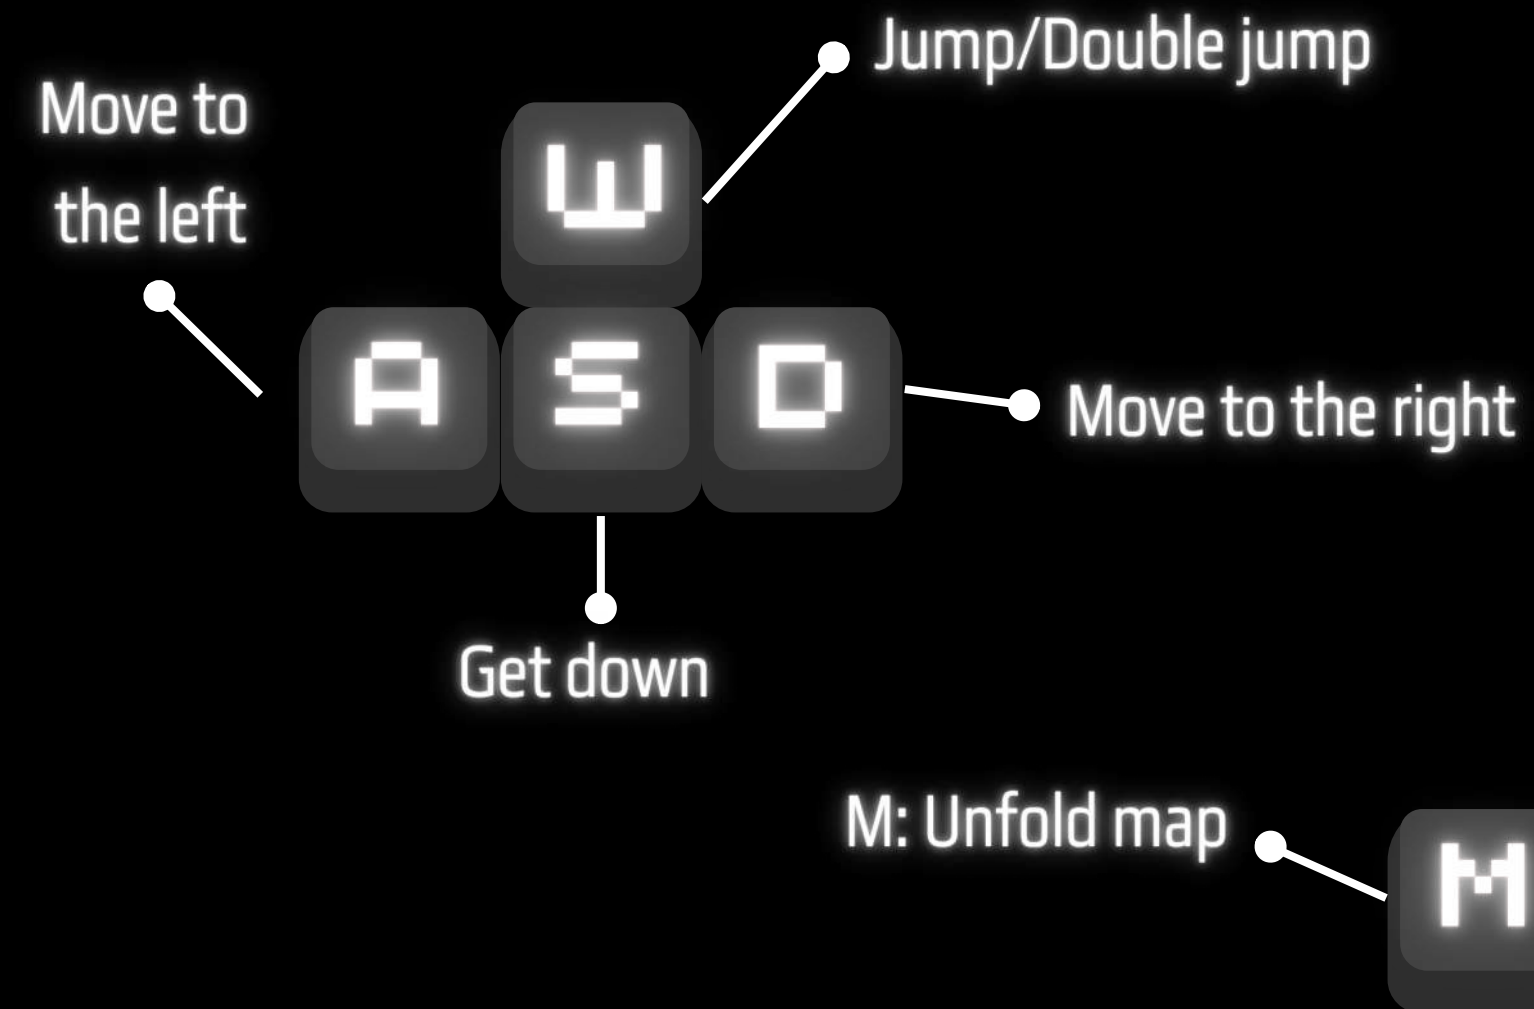 Jump/Double jump
Move to
the left
W
A S D
Move to the right
Get down
M: Unfold map
M